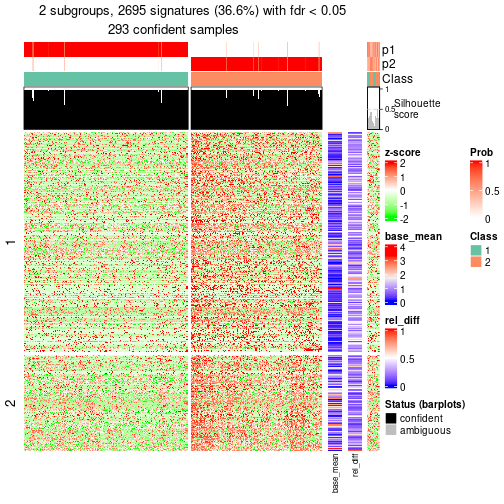 2 subgroups, 2695 signatures (36.6%) with fdr < 0.05
293 confident samples
p1
p2
Class
1
0.5
0
Silhouette
score
1
2
z-score
2
1
0
-1
-2
Prob
1
0.5
0
base_mean
4
3
2
1
0
Class
1
2
rel_diff
1
0.5
0
Status (barplots)
confident
ambiguous
base_mean
rel_diff